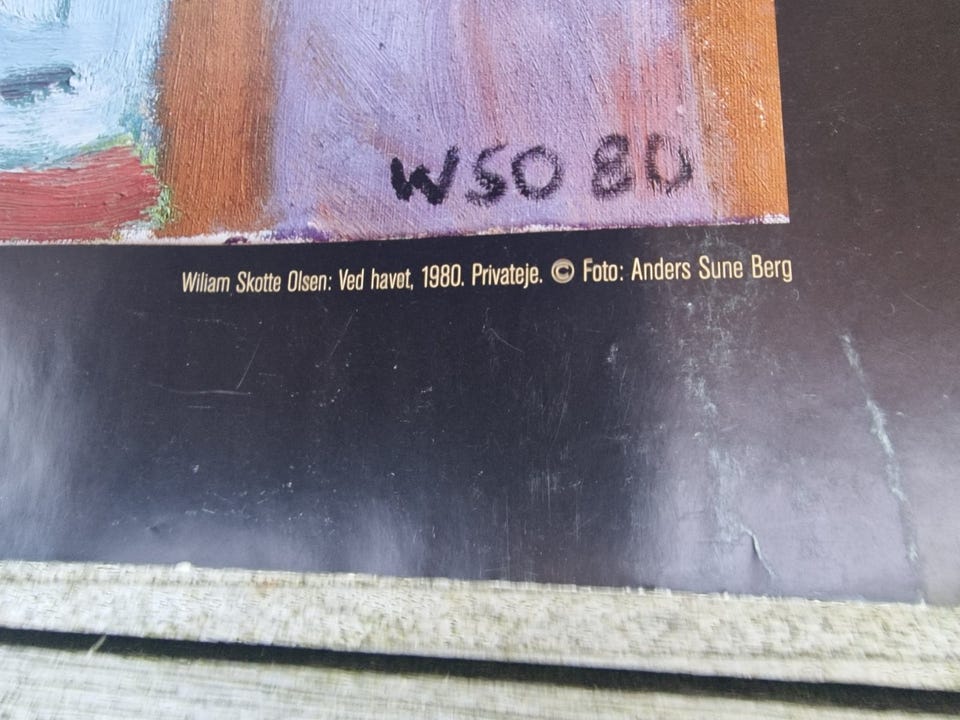 WSO 80
Wiliam Skotte Olsen: Ved havet, 1980. Privateje. © Foto: Anders Sune Berg